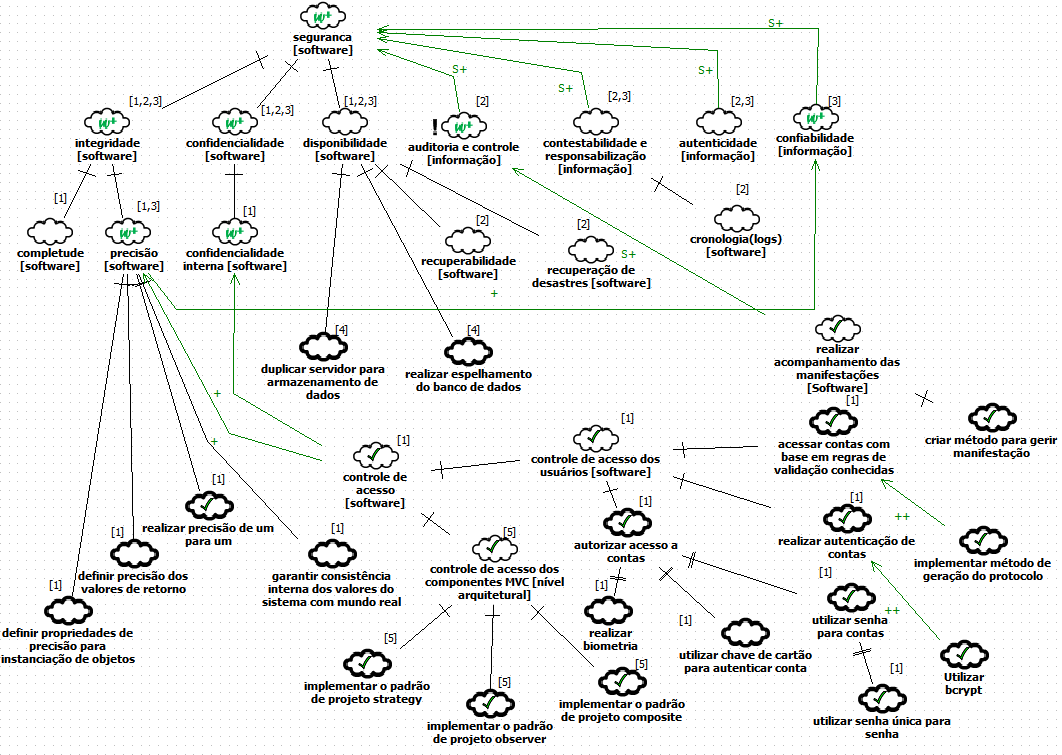 seguranca
[software]
S+
S+
S+
S+
[1,2,3]
integridade
[software]
[1,2,3]
confidencialidade
[software]
[1,2,3]
disponibilidade
[software]
[2]
!
auditoria e controle
[informação]
[2,3]
contestabilidade e
responsabilização
[informação]
[2,3]
autenticidade
[informação]
[3]
confiabilidade
[informação]
[1]
completude
[software]
[1,3]
precisão
[software]
[1]
confidencialidade
interna [software]
[2]
recuperabilidade
[software]
[2]
recuperação de
desastres [software]
[2]
cronologia(logs)
[software]
S+
+
[4]
duplicar servidor para
armazenamento de
dados
[4]
realizar espelhamento
do banco de dados
realizar
acompanhamento das
manifestações
[Software]
criar método para gerir
manifestação
[1]
acessar contas com
base em regras de
validação conhecidas
+
+
[1]
controle de
acesso
[software]
[1]
controle de acesso dos
usuários [software]
[1]
realizar precisão de um
para um
[1]
definir precisão dos
valores de retorno
[1]
garantir consistência
interna dos valores do
sistema com mundo real
[1]
definir propriedades de
precisão para
instanciação de objetos
[5]
controle de acesso dos
componentes MVC [nível
arquitetural]
[1]
autorizar acesso a
contas
[1]
realizar autenticação de
contas
++
implementar método de
geração do protocolo
[1]
realizar
biometria
[1]
utilizar chave de cartão
para autenticar conta
[1]
utilizar senha
para contas
++
Utilizar
bcrypt
[1]
utilizar senha única para
senha
[5]
implementar o padrão
de projeto strategy
[5]
implementar o padrão
de projeto observer
[5]
implementar o padrão
de projeto composite